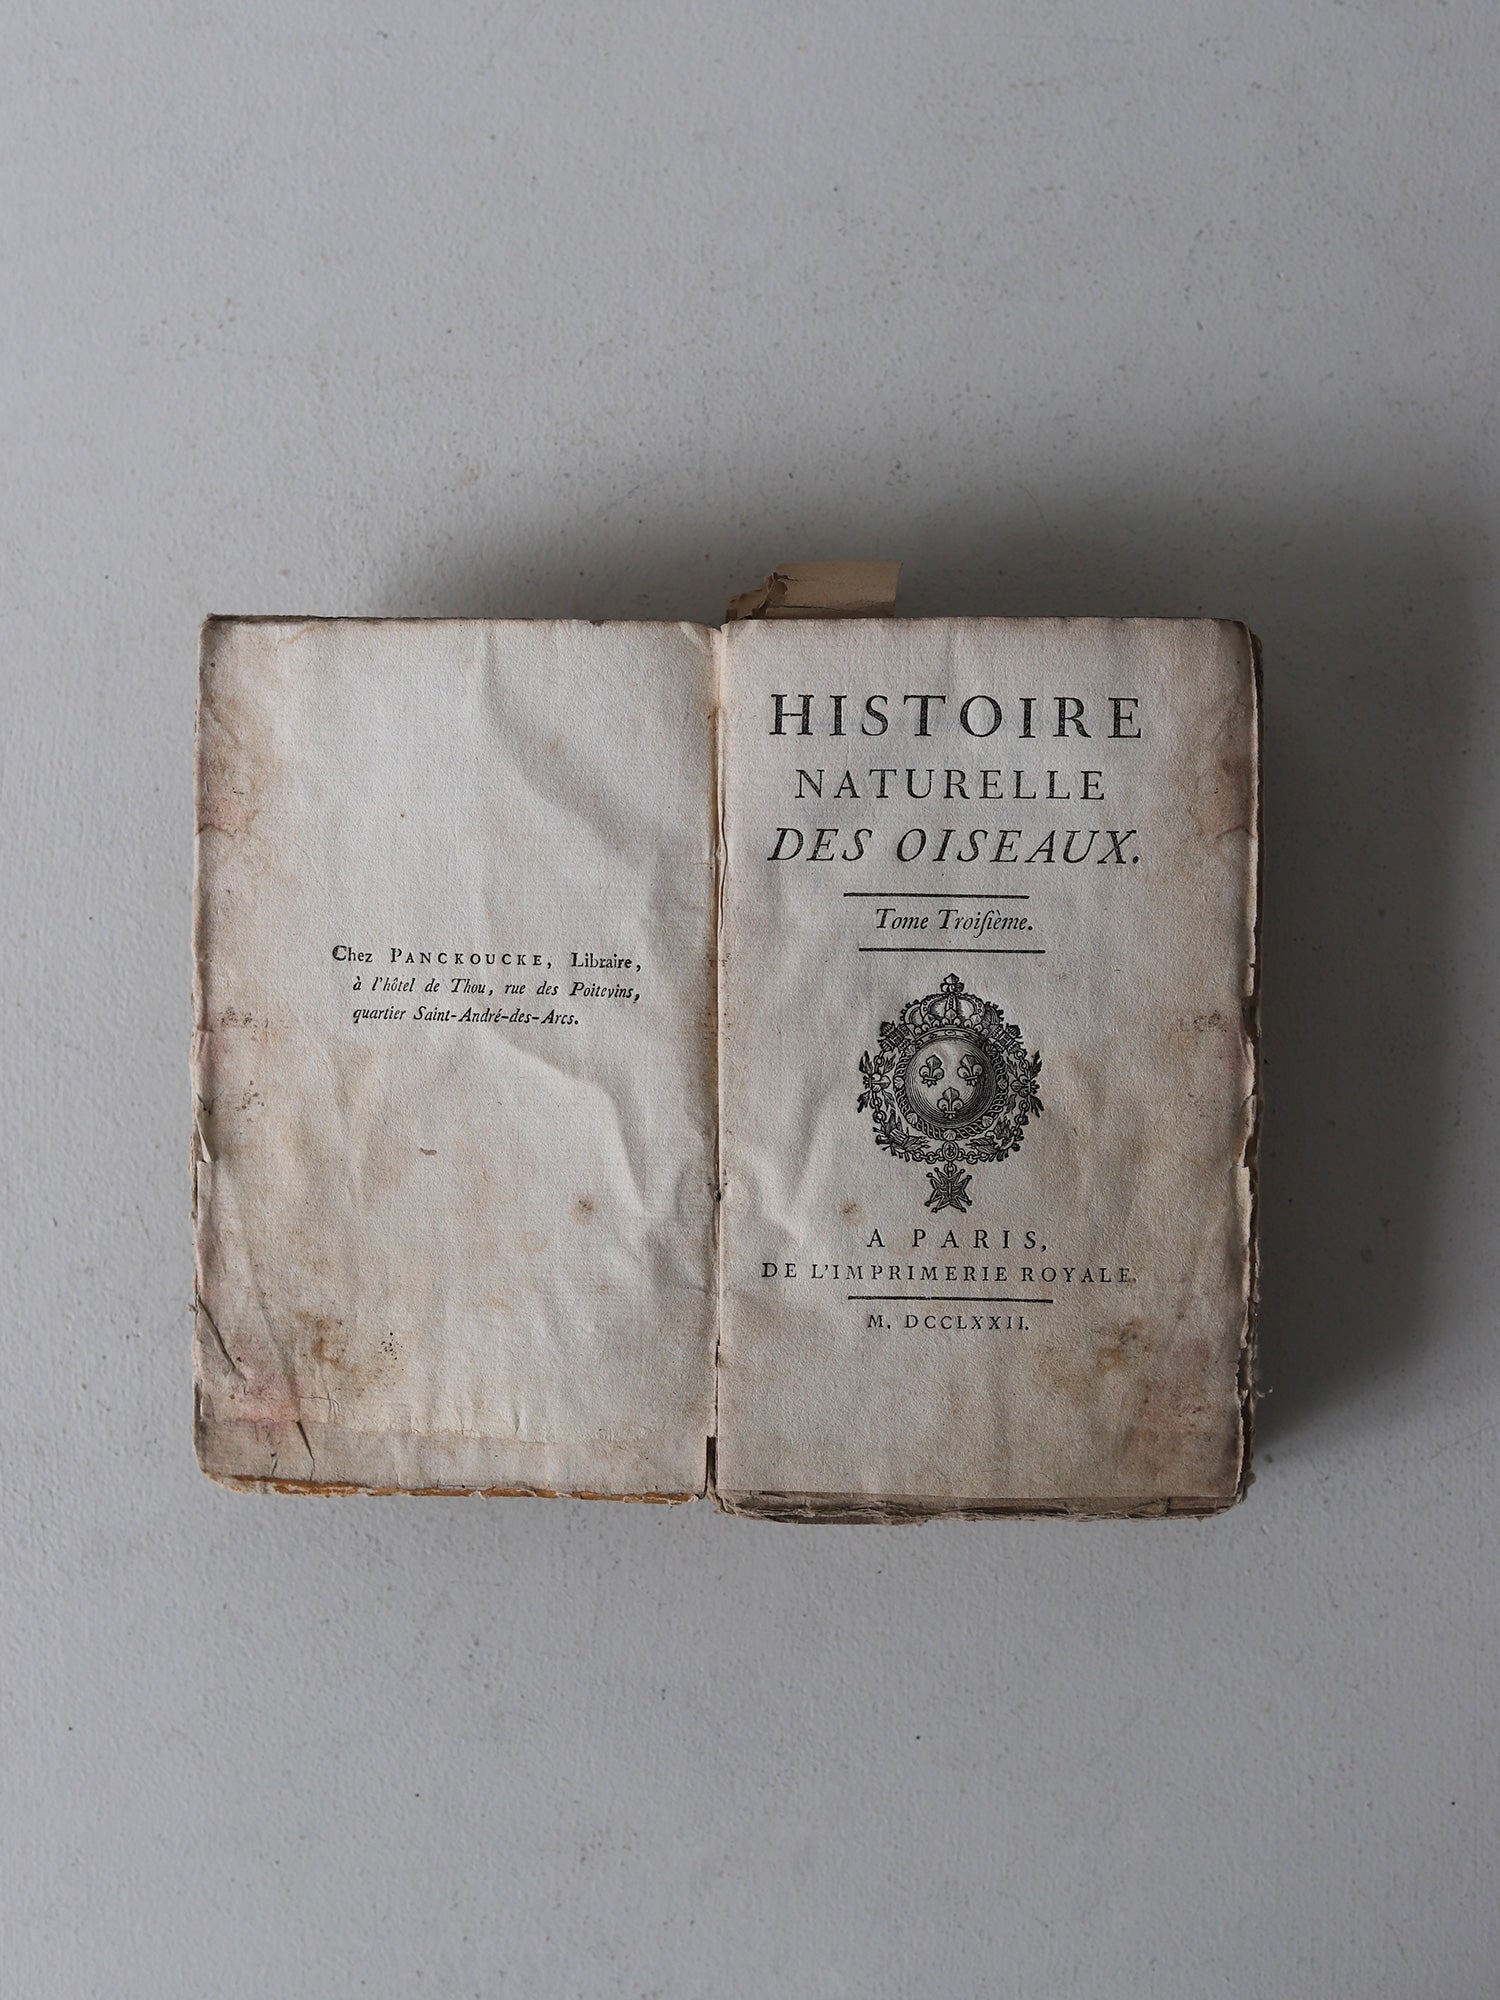 Chez PANCKOUCKE, Libraire,
à l'hôtel de Thou, rue des Poitevins,
quartier Saint-André-des-Arcs.
HISTOIRE
NATURELLE
DES OISEAUX.
Tome Troiſième.
A PARIS,
DE L'IMPRIMERIE ROYALE.
M. DCCLXXII.